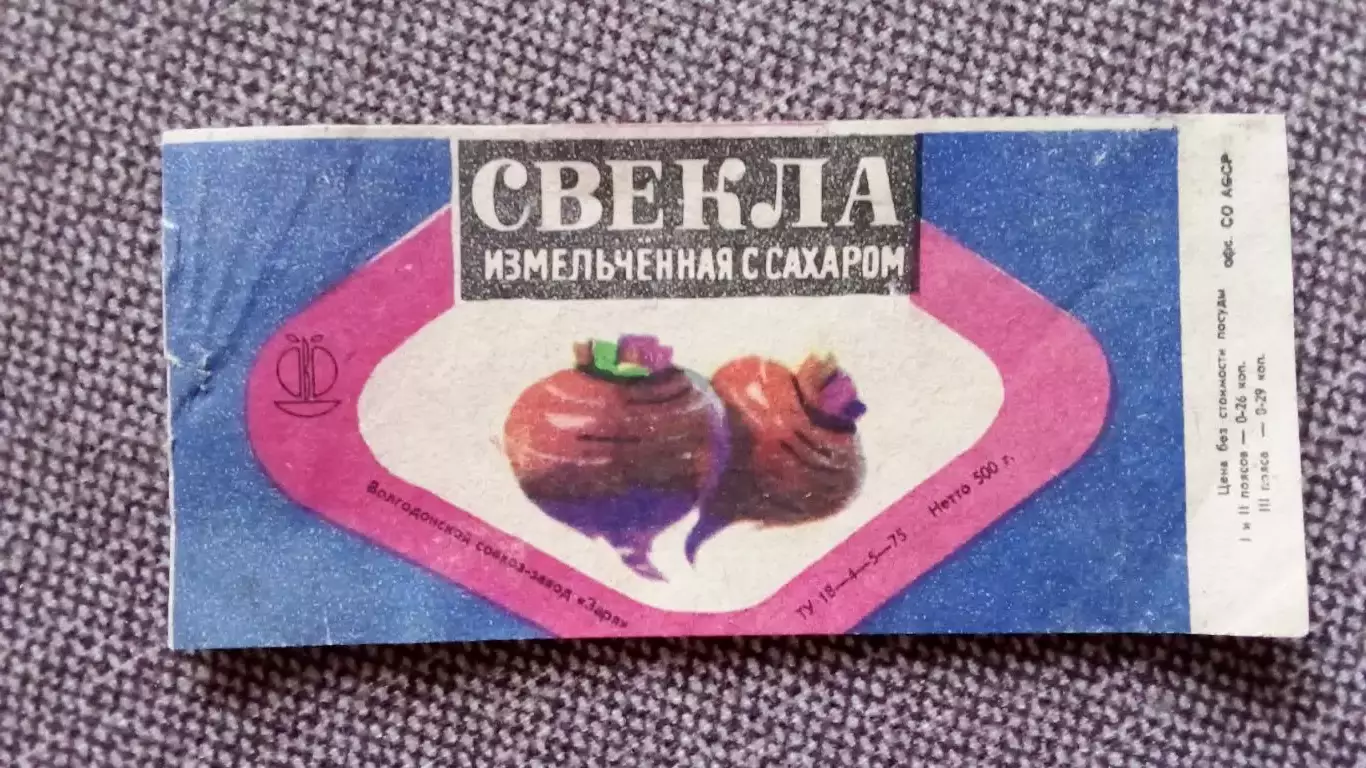 СВЕКЛА
ИЗМЕЛЬЧЕННАЯ С САХАРОМ
Волгодонской совхоз-завод «Заря»
ТУ 18—4—5—75 Нетто 500 г.
Цена без стоимости посуды
I и II поясов — 0-26 коп.
III пояса — 0-29 коп.
офс. СО АССР